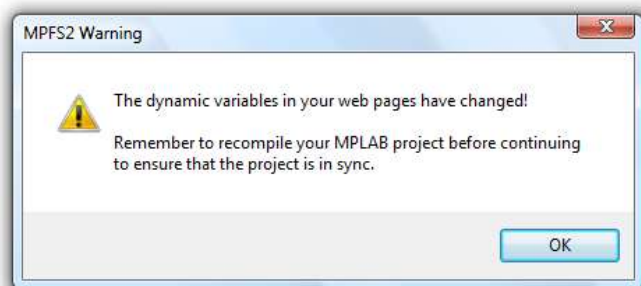 MPFS2 Warning
The dynamic variables in your web pages have changed!
Remember to recompile your MPLAB project before continuing
to ensure that the project is in sync.
OK